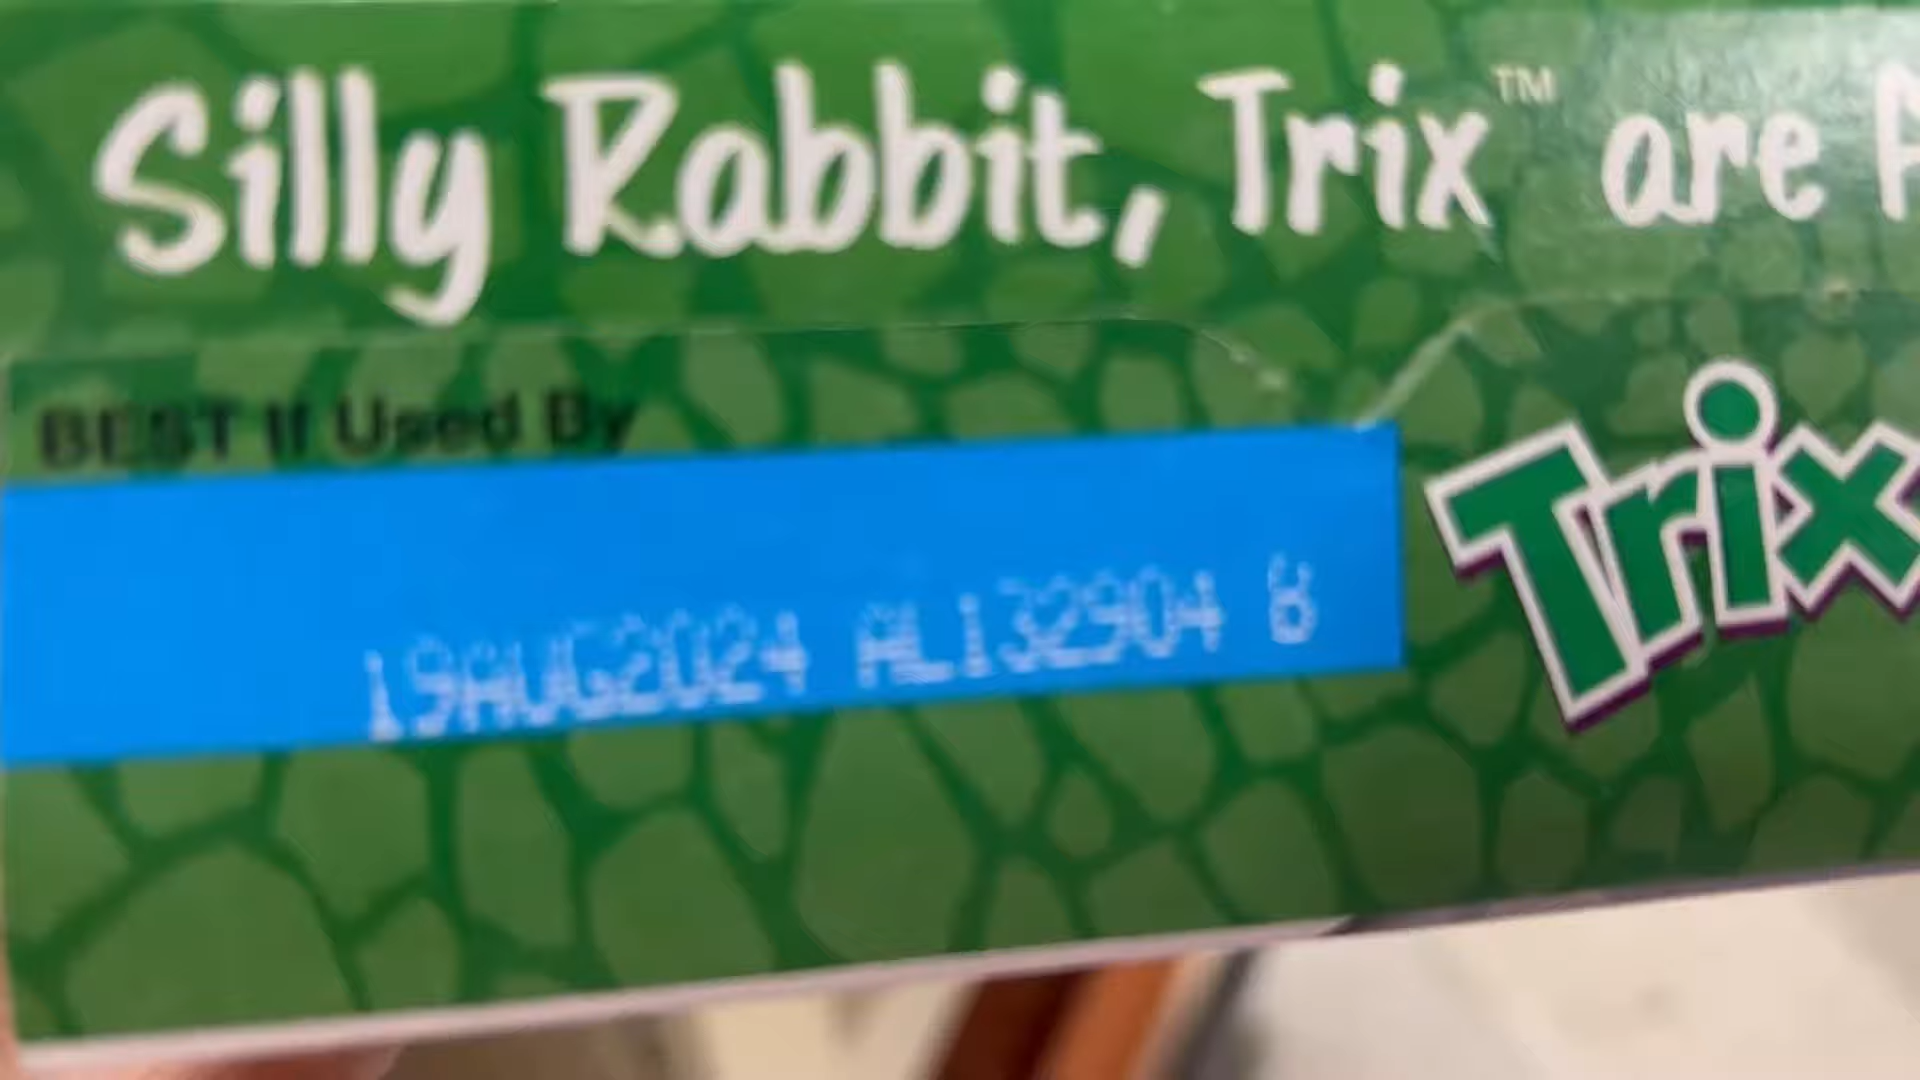 Silly Rabbit, Trix™ are
BEST If Used By
19AUG2024 AL132904 B
Trix